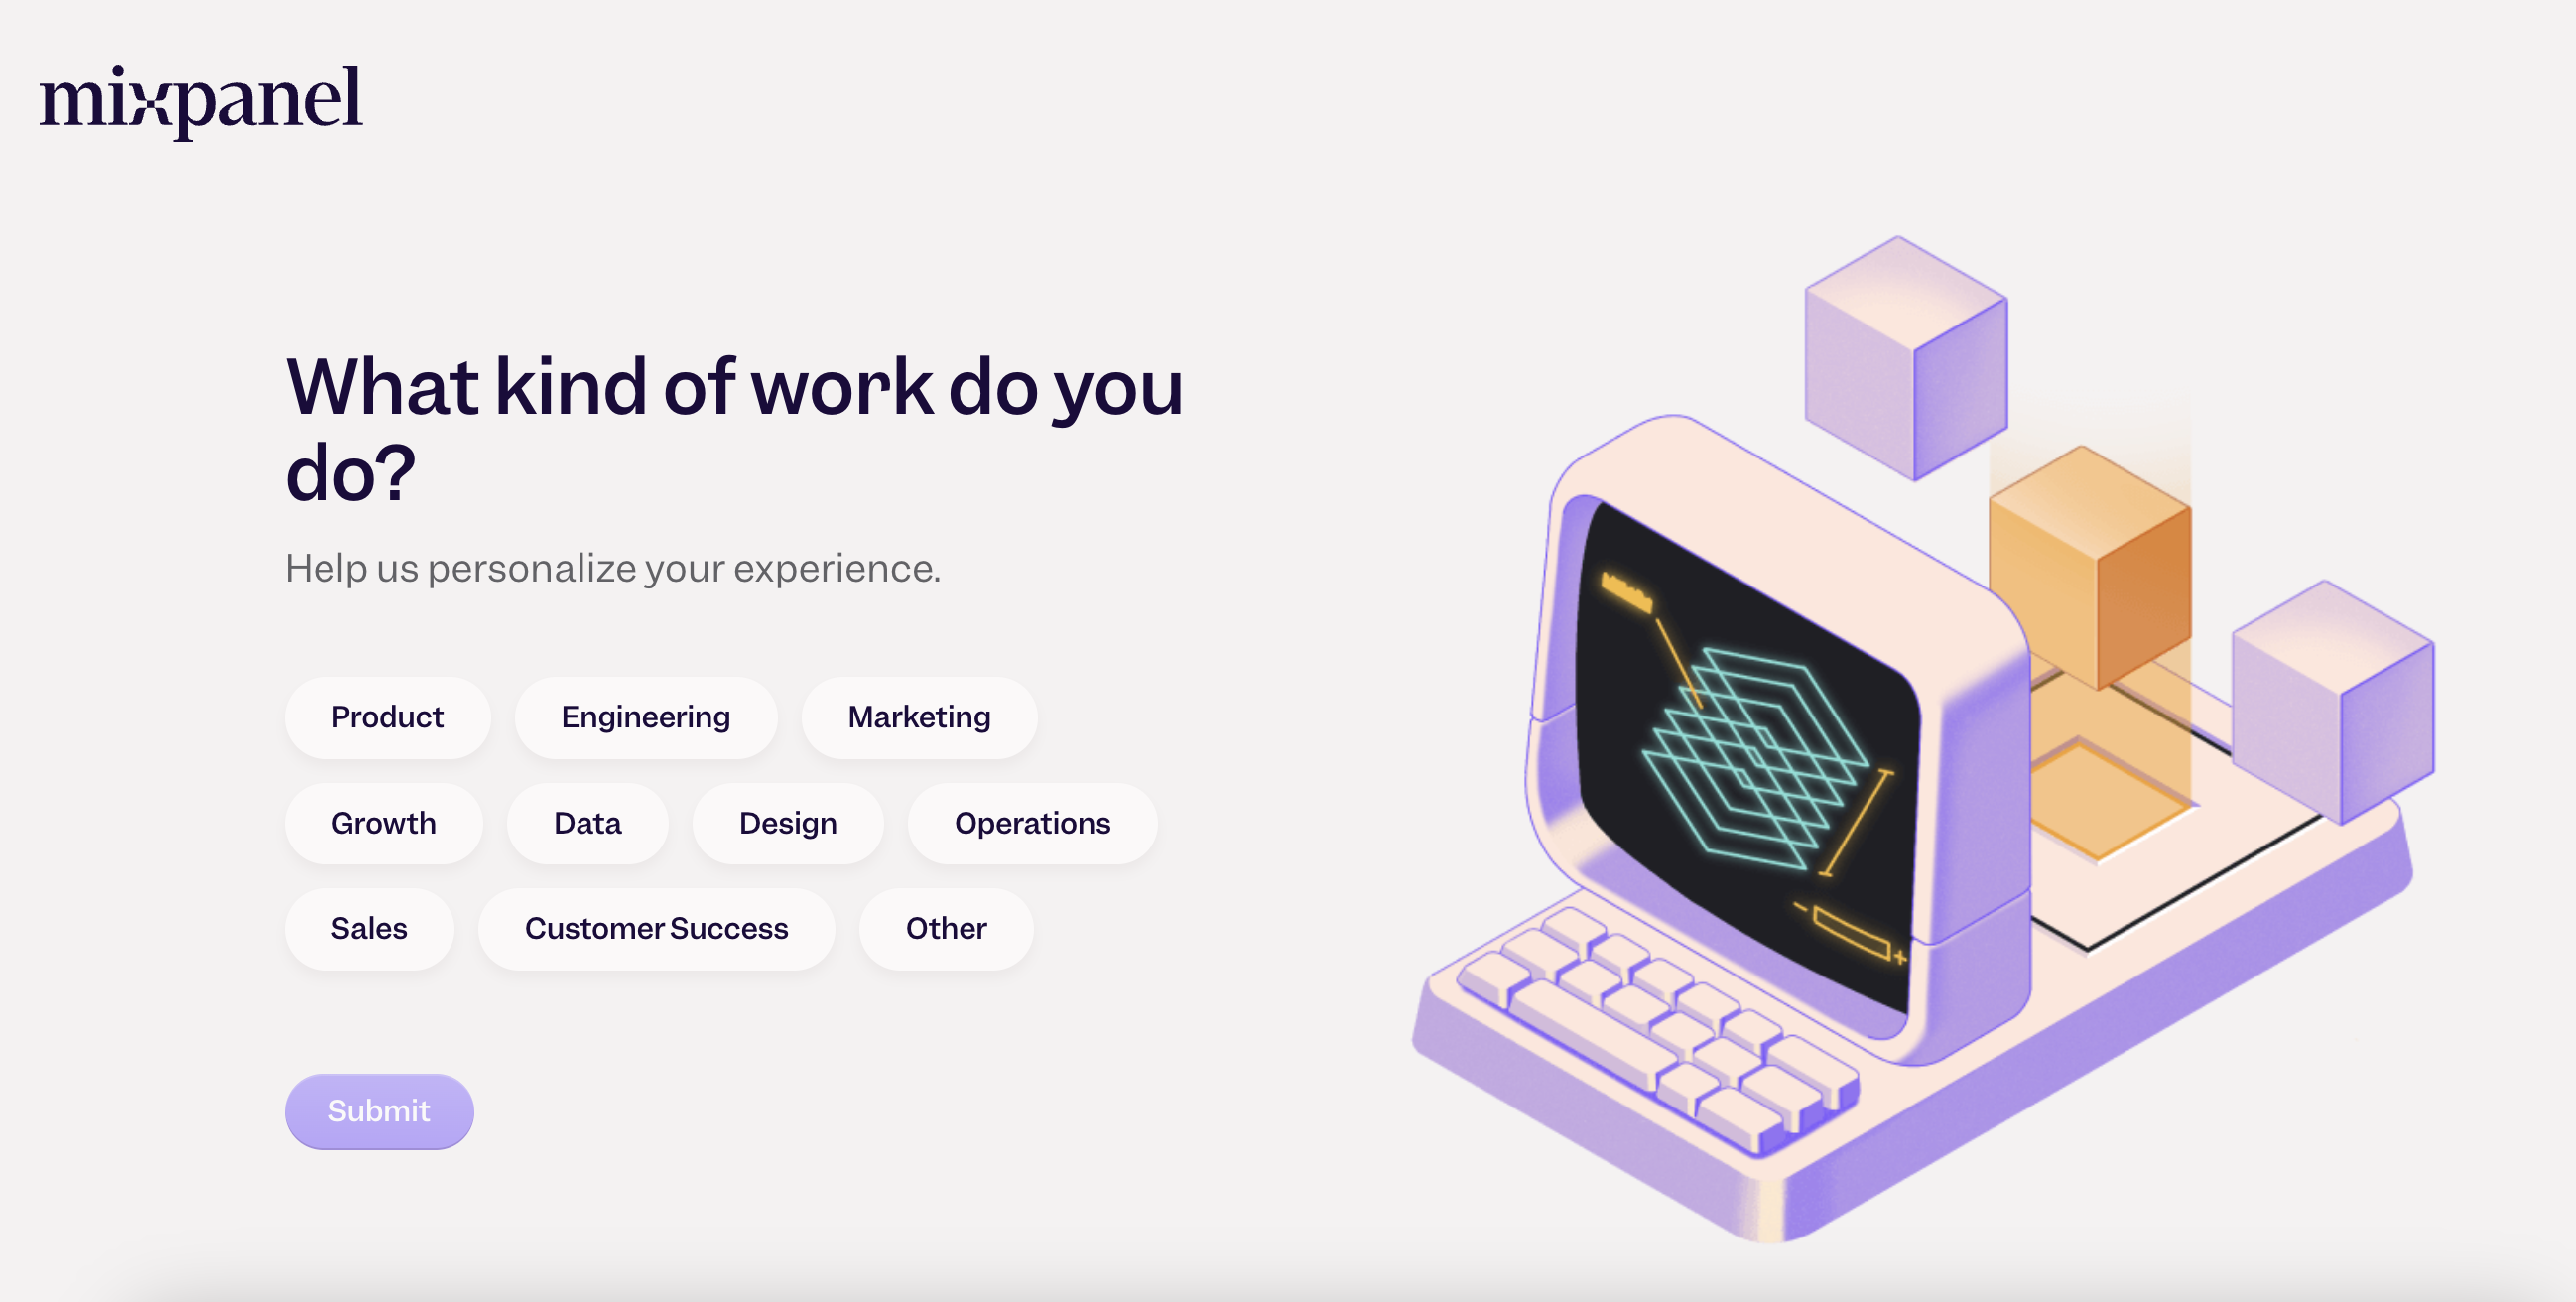 mixpanel
What kind of work do you
do?
Help us personalize your experience.
Product Engineering Marketing
Growth Data Design Operations
Sales Customer Success Other
Submit